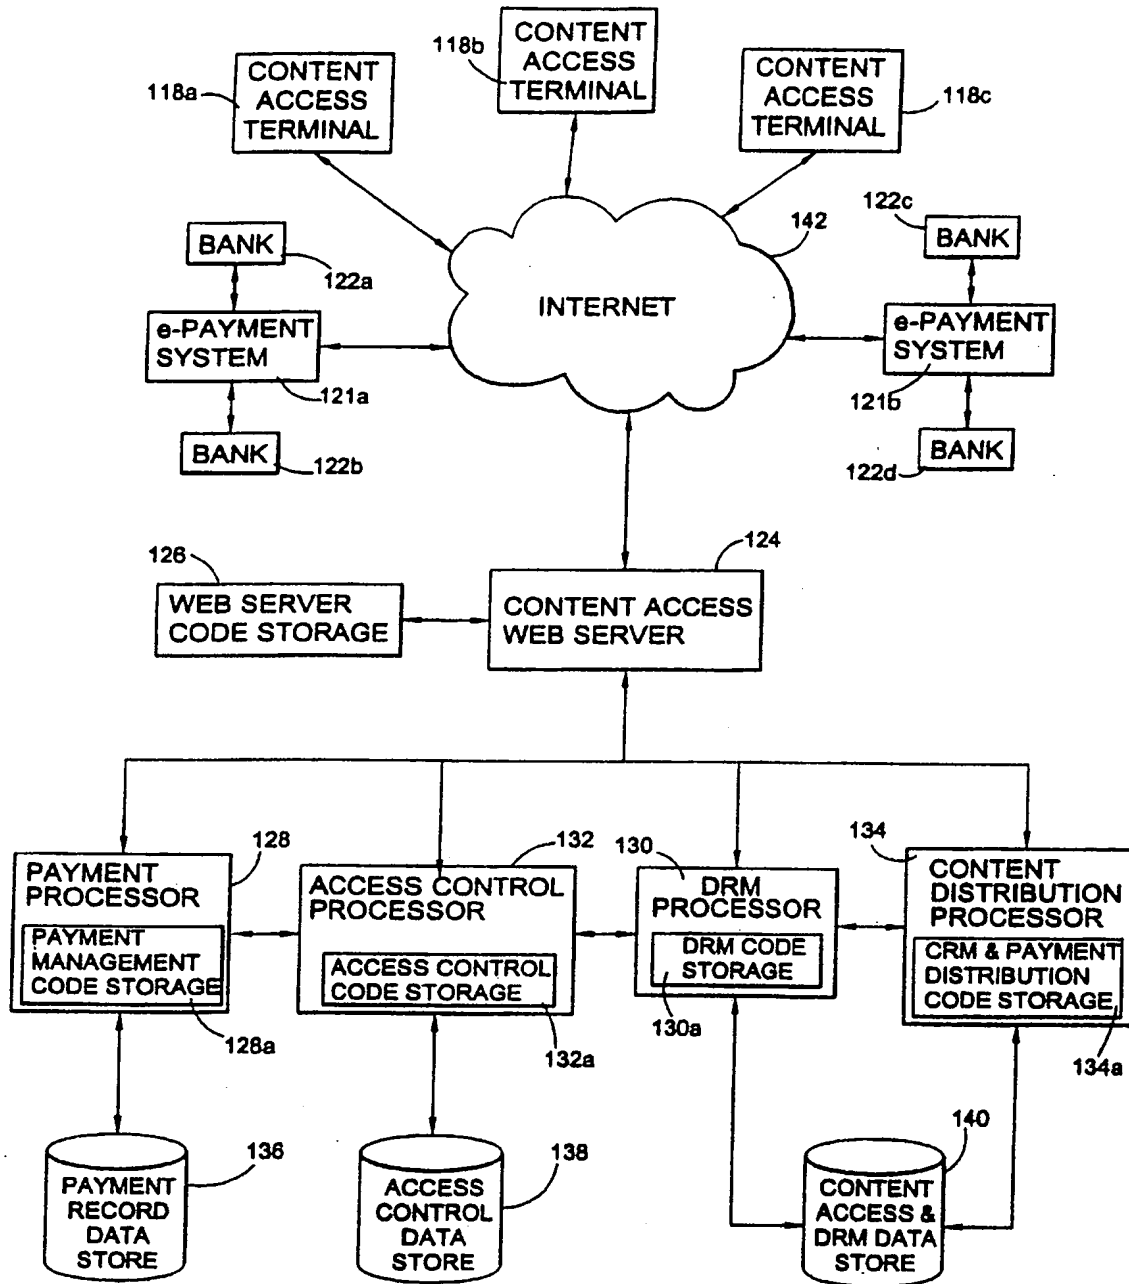 CONTENT
ACCESS
TERMINAL
118a
CONTENT
ACCESS
TERMINAL
118b
CONTENT
ACCESS
TERMINAL
118c
142
INTERNET
BANK
122a
e-PAYMENT
SYSTEM
121a
BANK
122b
122c
BANK
e-PAYMENT
SYSTEM
121b
BANK
122d
126
WEB SERVER
CODE STORAGE
124
CONTENT ACCESS
WEB SERVER
128
PAYMENT
PROCESSOR
PAYMENT
MANAGEMENT
CODE STORAGE
128a
132
ACCESS CONTROL
PROCESSOR
ACCESS CONTROL
CODE STORAGE
132a
130
DRM
PROCESSOR
DRM CODE
STORAGE
130a
134
CONTENT
DISTRIBUTION
PROCESSOR
CRM & PAYMENT
DISTRIBUTION
CODE STORAGE
134a
136
PAYMENT
RECORD
DATA
STORE
138
ACCESS
CONTROL
DATA
STORE
140
CONTENT
ACCESS &
DRM DATA
STORE